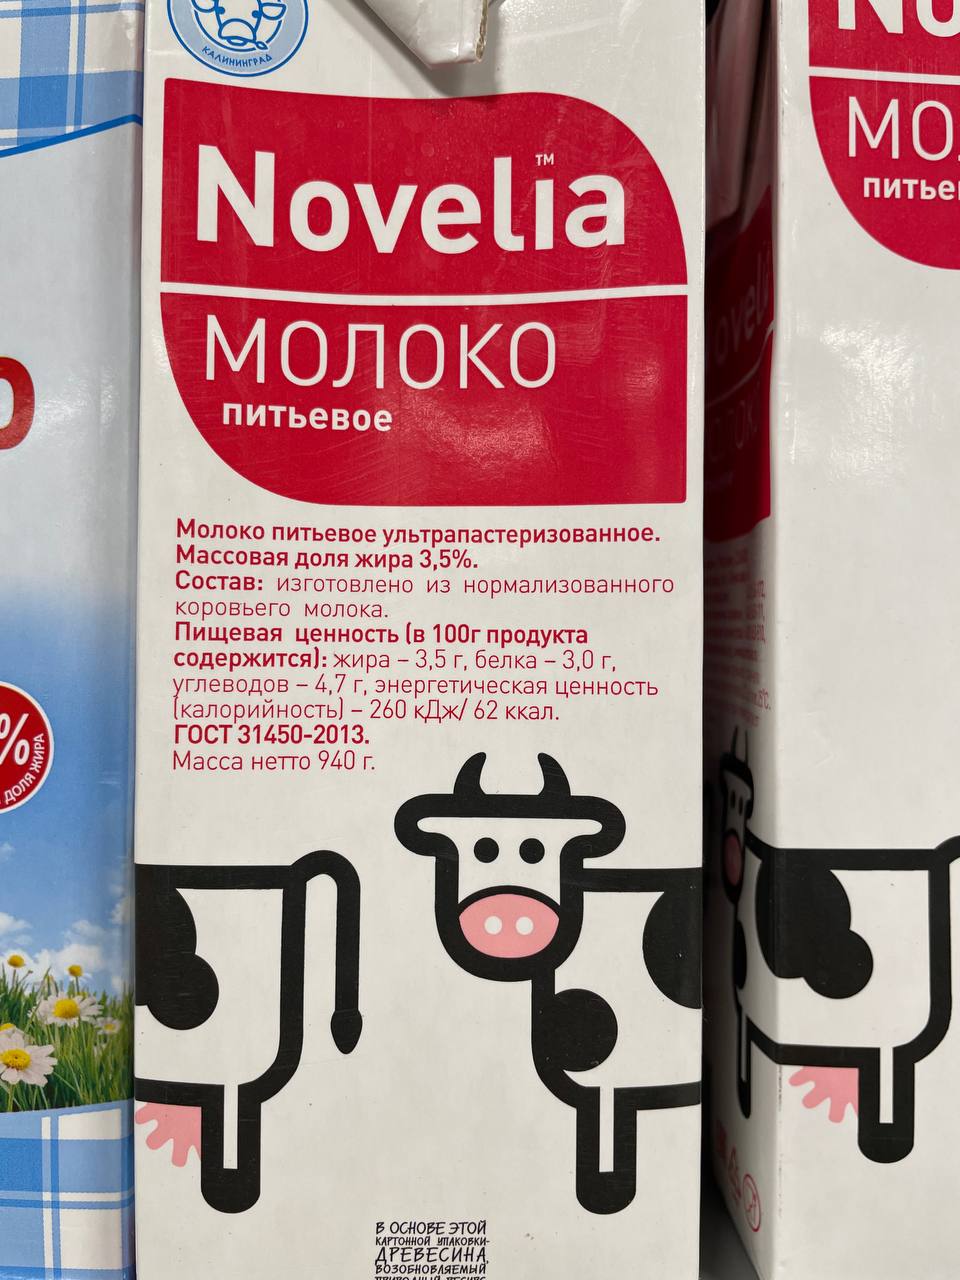 КАЛИНИНГРАД
Novelia™
МОЛОКО
питьевое
Молоко питьевое ультрапастеризованное.
Массовая доля жира 3,5%.
Состав: изготовлено из нормализованного
коровьего молока.
Пищевая ценность (в 100г продукта
содержится): жира – 3,5 г, белка – 3,0 г,
углеводов – 4,7 г, энергетическая ценность
(калорийность) – 260 кДж/ 62 ккал.
ГОСТ 31450-2013.
Масса нетто 940 г.
В ОСНОВЕ ЭТОЙ
КАРТОННОЙ УПАКОВКИ-
ДРЕВЕСИНА,
ВОЗОБНОВЛЯЕМЫЙ
ПРИРОДНЫЙ РЕСУРС
%
ДОЛЯ ЖИРА